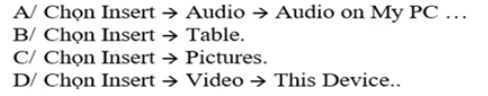 A/ Chọn Insert → Audio → Audio on My PC …
B/ Chọn Insert → Table.
C/ Chọn Insert → Pictures.
D/ Chọn Insert → Video → This Device..